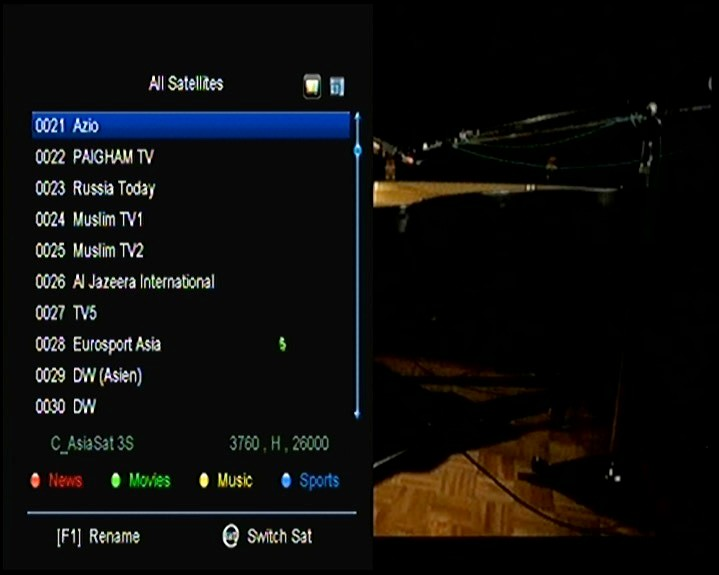 All Satellites
0021 Azio
0022 PAIGHAM TV
0023 Russia Today
0024 Muslim TV1
0025 Muslim TV2
0026 Al Jazeera International
0027 TV5
0028 Eurosport Asia $
0029 DW (Asien)
0030 DW
C_AsiaSat 3S 3760 , H , 26000
News Movies Music Sports
[F1] Rename Switch Sat